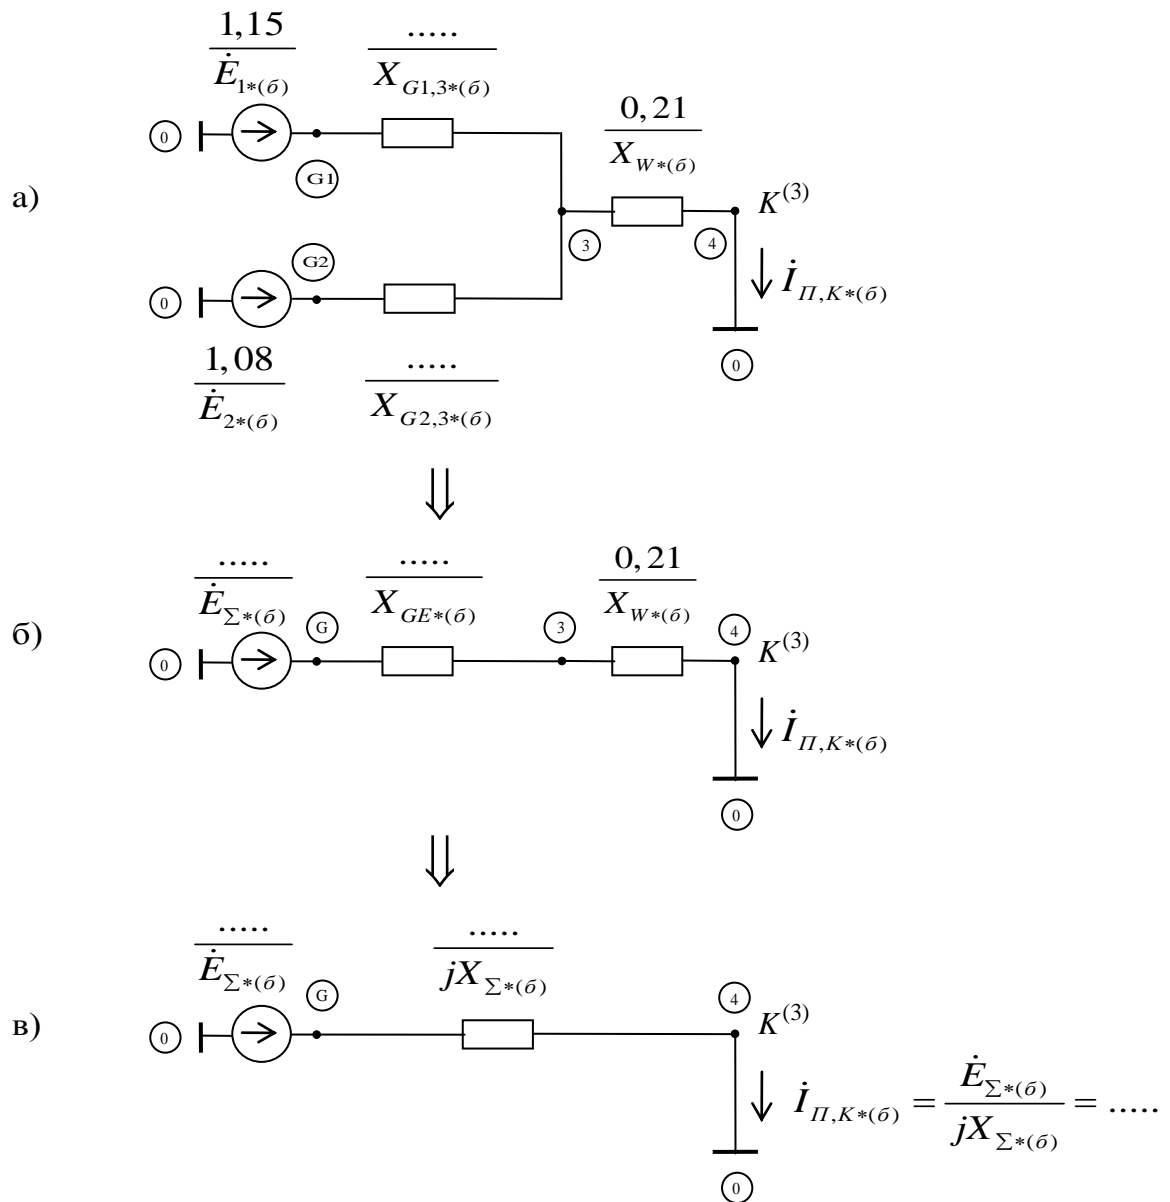 1,15
.....
Ė1*(б)
XG1,3*(б)
0
G1
0,21
XW*(б)
а)
3
4
K(3)
G2
0
İП,K*(б)
0
1,08
.....
Ė2*(б)
XG2,3*(б)
⇓
.....
.....
0,21
ĖΣ*(б)
XGE*(б)
XW*(б)
б)
0
G
3
4
K(3)
İП,K*(б)
0
⇓
.....
.....
ĖΣ*(б)
jXΣ*(б)
в)
0
G
4
K(3)
İП,K*(б) = ĖΣ*(б) / jXΣ*(б) = .....
0